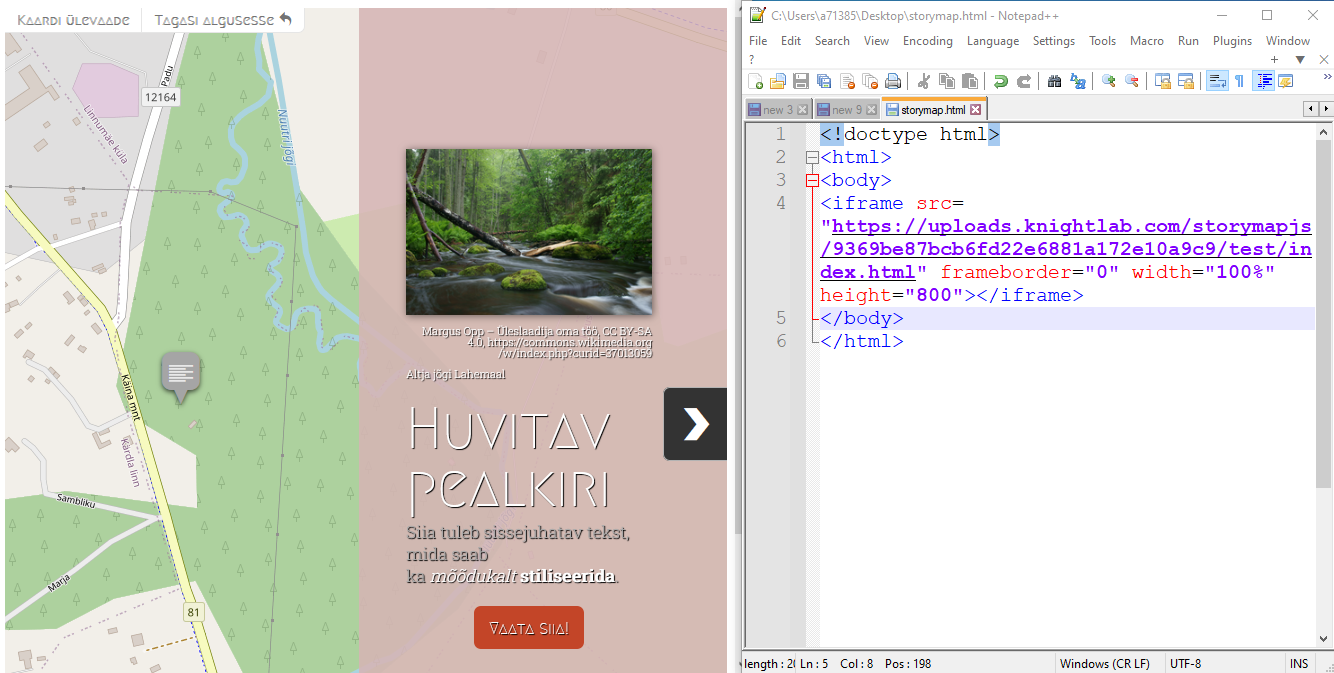 Kaardi ülevaade
Tagasi algusesse
Padu
12164
Linnumäe küla
Nuutri jõgi
Käina mnt
Kärdla linn
Sambliku
Marja
81
Margus Opp – Üleslaadija oma töö, CC BY-SA
4.0, https://commons.wikimedia.org
/w/index.php?curid=37013059
Altja jõgi Lahemaal
Huvitav
pealkiri
Siia tuleb sissejuhatav tekst,
mida saab
ka mõõdukalt stiliseerida.
Vaata siia!
C:\Users\a71385\Desktop\storymap.html - Notepad++
File Edit Search View Encoding Language Settings Tools Macro Run Plugins Window
?
new 3 new 9 storymap.html
1 <!doctype html>
2 <html>
3 <body>
4 <iframe src=
"https://uploads.knightlab.com/storymapjs
/9369be87bcb6fd22e6881a172e10a9c9/test/in
dex.html" frameborder="0" width="100%"
height="800"></iframe>
5 </body>
6 </html>
length : 20 Ln : 5 Col : 8 Pos : 198 Windows (CR LF) UTF-8 INS